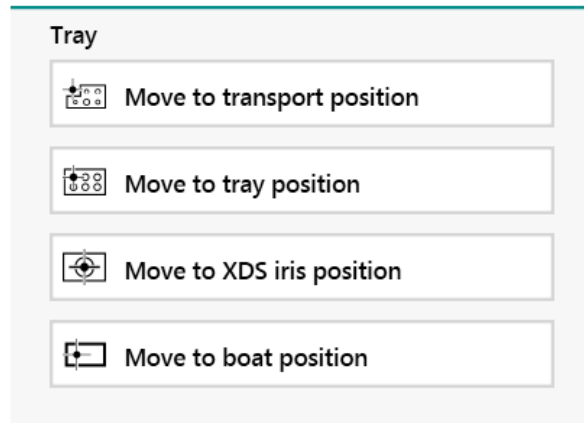 Tray
Move to transport position
Move to tray position
Move to XDS iris position
Move to boat position